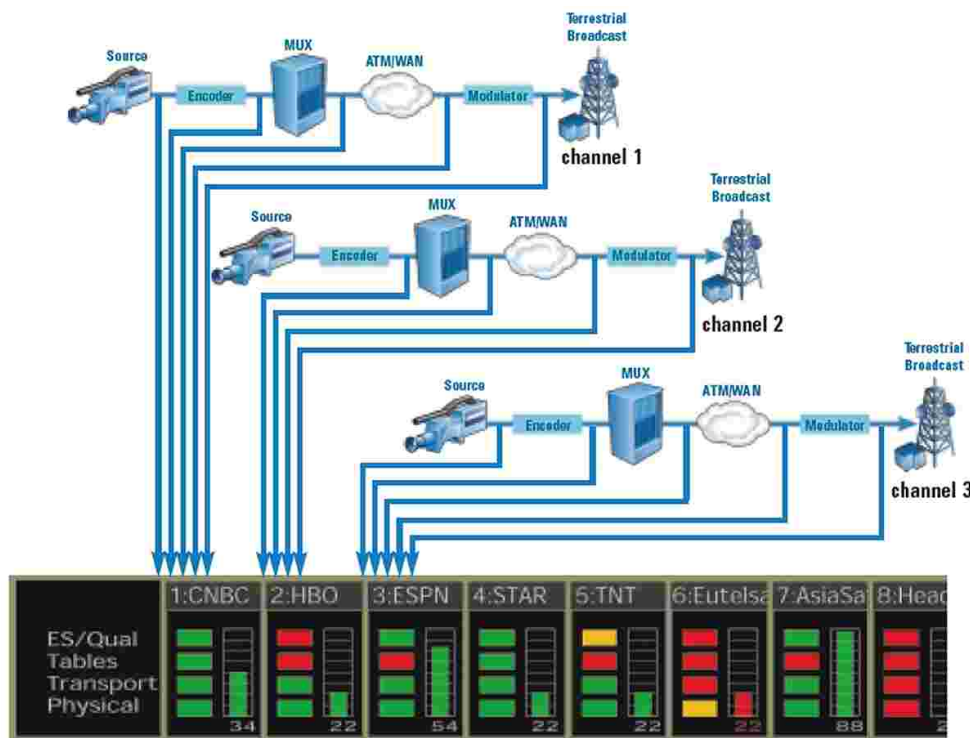 Source
Encoder
MUX
ATM/WAN
Modulator
Terrestrial
Broadcast
channel 1
Source
Encoder
MUX
ATM/WAN
Modulator
Terrestrial
Broadcast
channel 2
Source
Encoder
MUX
ATM/WAN
Modulator
Terrestrial
Broadcast
channel 3
1:CNBC 2:HBO 3:ESPN 4:STAR 5:TNT 6:Eutelsa 7:AsiaSa 8:Head
ES/Qual
Tables
Transport
Physical
34 22 54 22 22 22 88 2